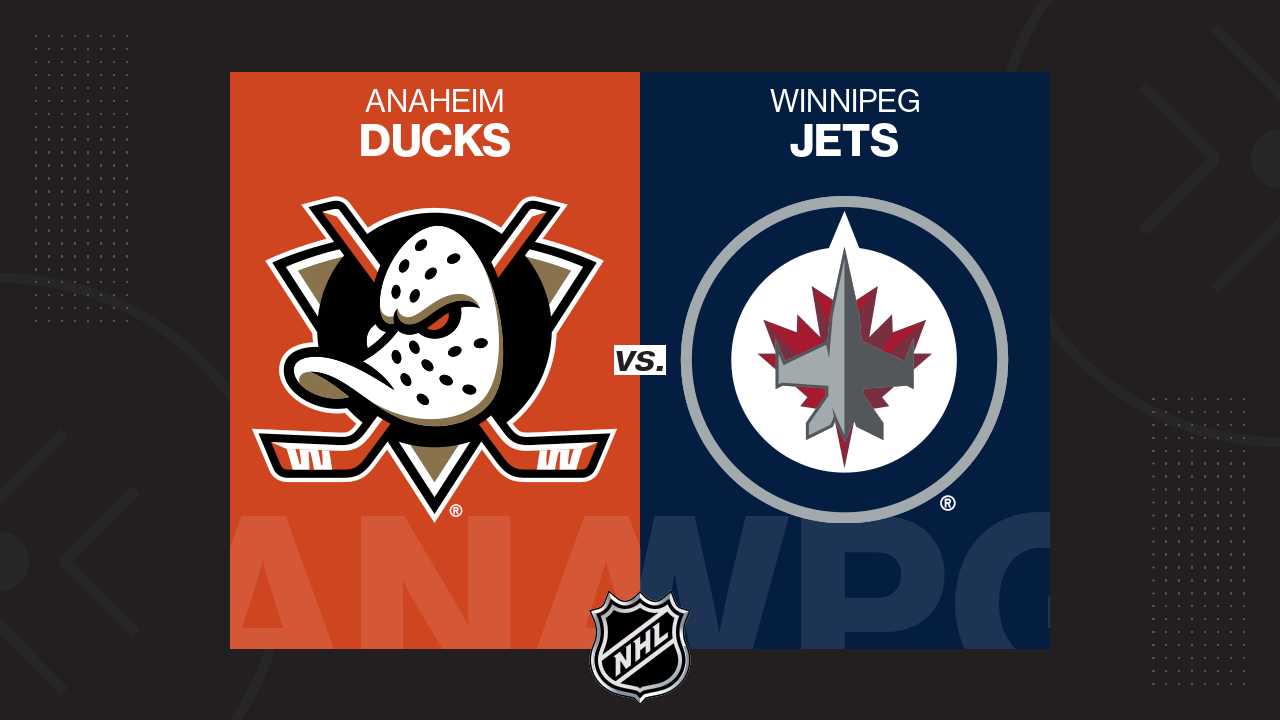 ANAHEIM
DUCKS
WINNIPEG
JETS
vs.
®
®
ANA
WPG
NHL